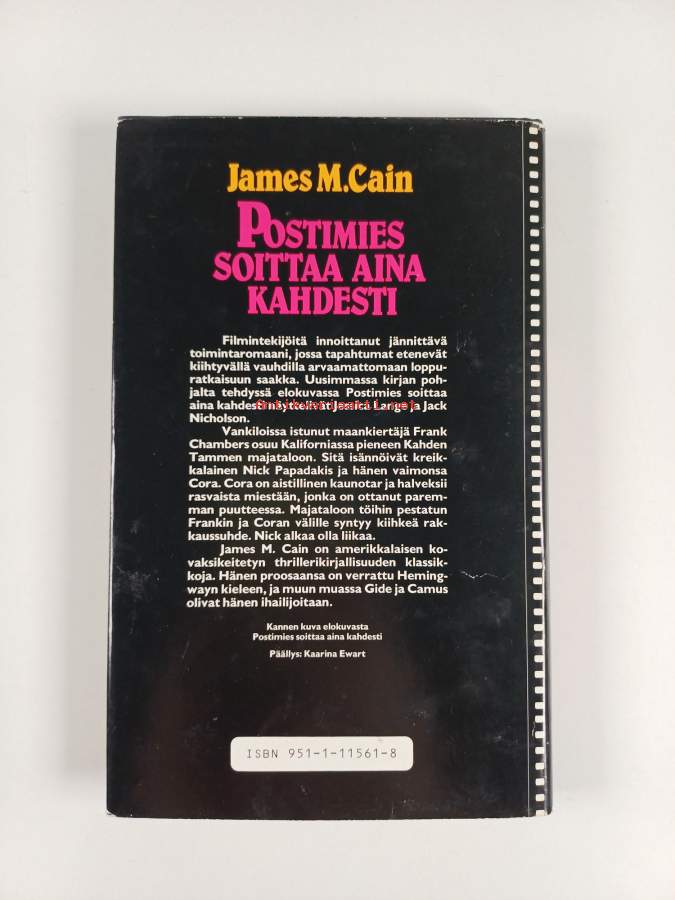 James M.Cain
POSTIMIES
SOITTAA AINA
KAHDESTI
Filmintekijöitä innoittanut jännittävä
toimintaromaani, jossa tapahtumat etenevät
kiihtyvällä vauhdilla arvaamattomaan loppu-
ratkaisuun saakka. Uusimmassa kirjan poh-
jalta tehdyssä elokuvassa Postimies soittaa
aina kahdesti näyttelivät Jessica Lange ja Jack
Nicholson.
Vankiloissa istunut maankiertäjä Frank
Chambers osuu Kaliforniassa pieneen Kahden
Tammen majataloon. Sitä isännöivät kreik-
kalainen Nick Papadakis ja hänen vaimonsa
Cora. Cora on aistillinen kaunotar ja halveksii
rasvaista miestään, jonka on ottanut parem-
man puutteessa. Majataloon töihin pestatun
Frankin ja Coran välille syntyy kiihkeä rak-
kaussuhde. Nick alkaa olla liikaa.
James M. Cain on amerikkalaisen ko-
vaksikeitetyn thrillerikirjallisuuden klassik-
koja. Hänen proosaansa on verrattu Heming-
wayn kieleen, ja muun muassa Gide ja Camus
olivat hänen ihailijoitaan.
Kannen kuva elokuvasta
Postimies soittaa aina kahdesti
Päällys: Kaarina Ewart
ISBN 951-1-11561-8